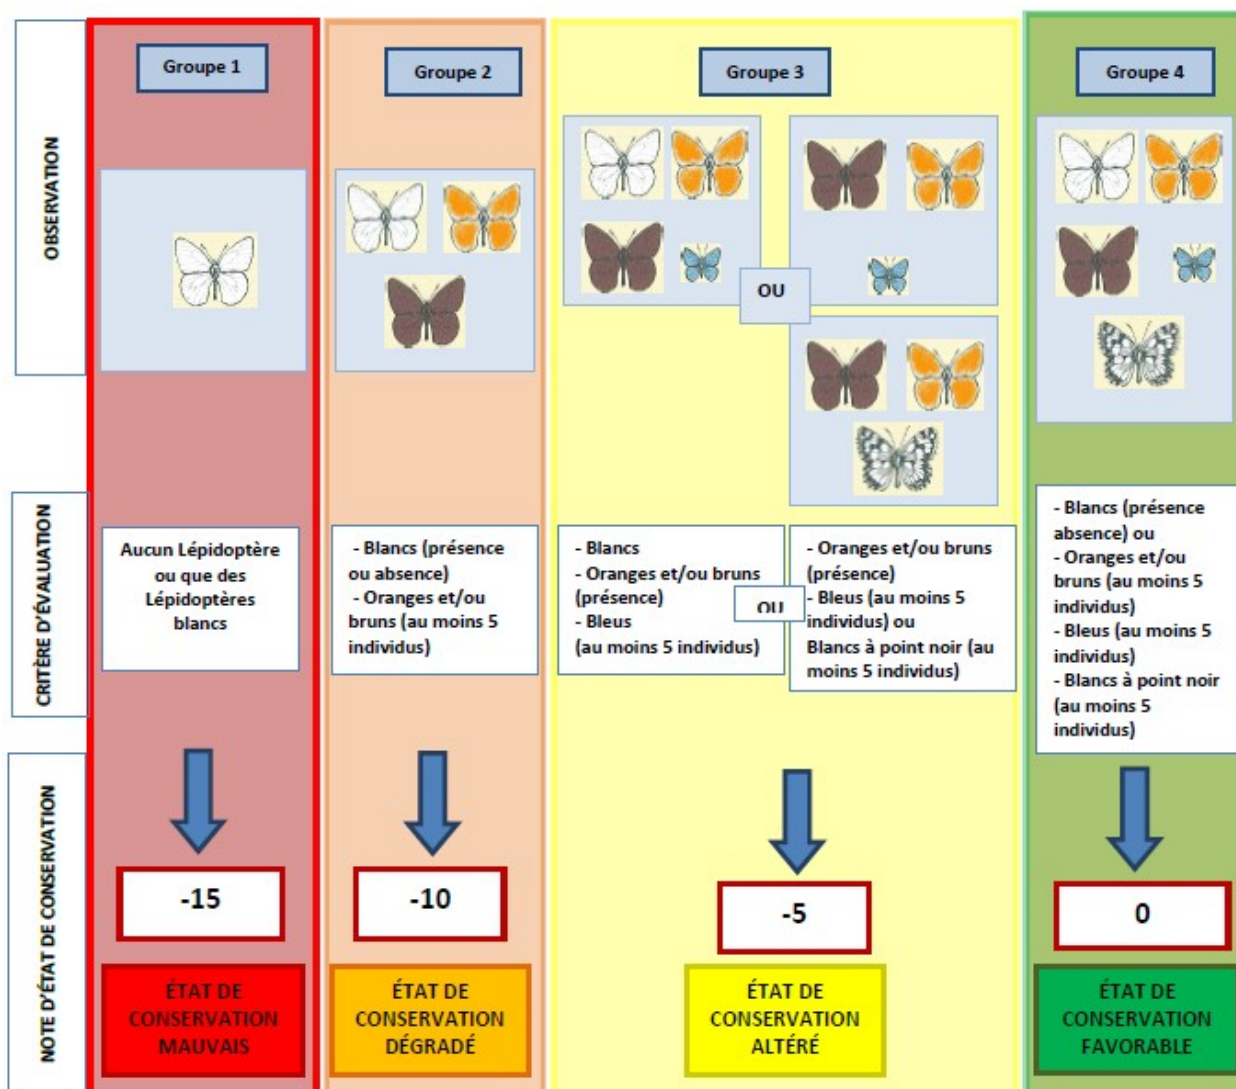 OBSERVATION
Groupe 1
Groupe 2
Groupe 3
Groupe 4
OU
CRITÈRE D'ÉVALUATION
Aucun Lépidoptère
ou que des
Lépidoptères
blancs
- Blancs (présence
ou absence)
- Oranges et/ou
bruns (au moins 5
individus)
- Blancs
- Oranges et/ou bruns
(présence)
- Bleus
(au moins 5 individus)
OU
- Oranges et/ou bruns
(présence)
- Bleus (au moins 5
individus) ou
Blancs à point noir (au
moins 5 individus)
- Blancs (présence
absence) ou
- Oranges et/ou
bruns (au moins 5
individus)
- Bleus (au moins 5
individus)
- Blancs à point noir
(au moins 5
individus)
NOTE D'ÉTAT DE CONSERVATION
-15
-10
-5
0
ÉTAT DE
CONSERVATION
MAUVAIS
ÉTAT DE
CONSERVATION
DÉGRADÉ
ÉTAT DE
CONSERVATION
ALTÉRÉ
ÉTAT DE
CONSERVATION
FAVORABLE